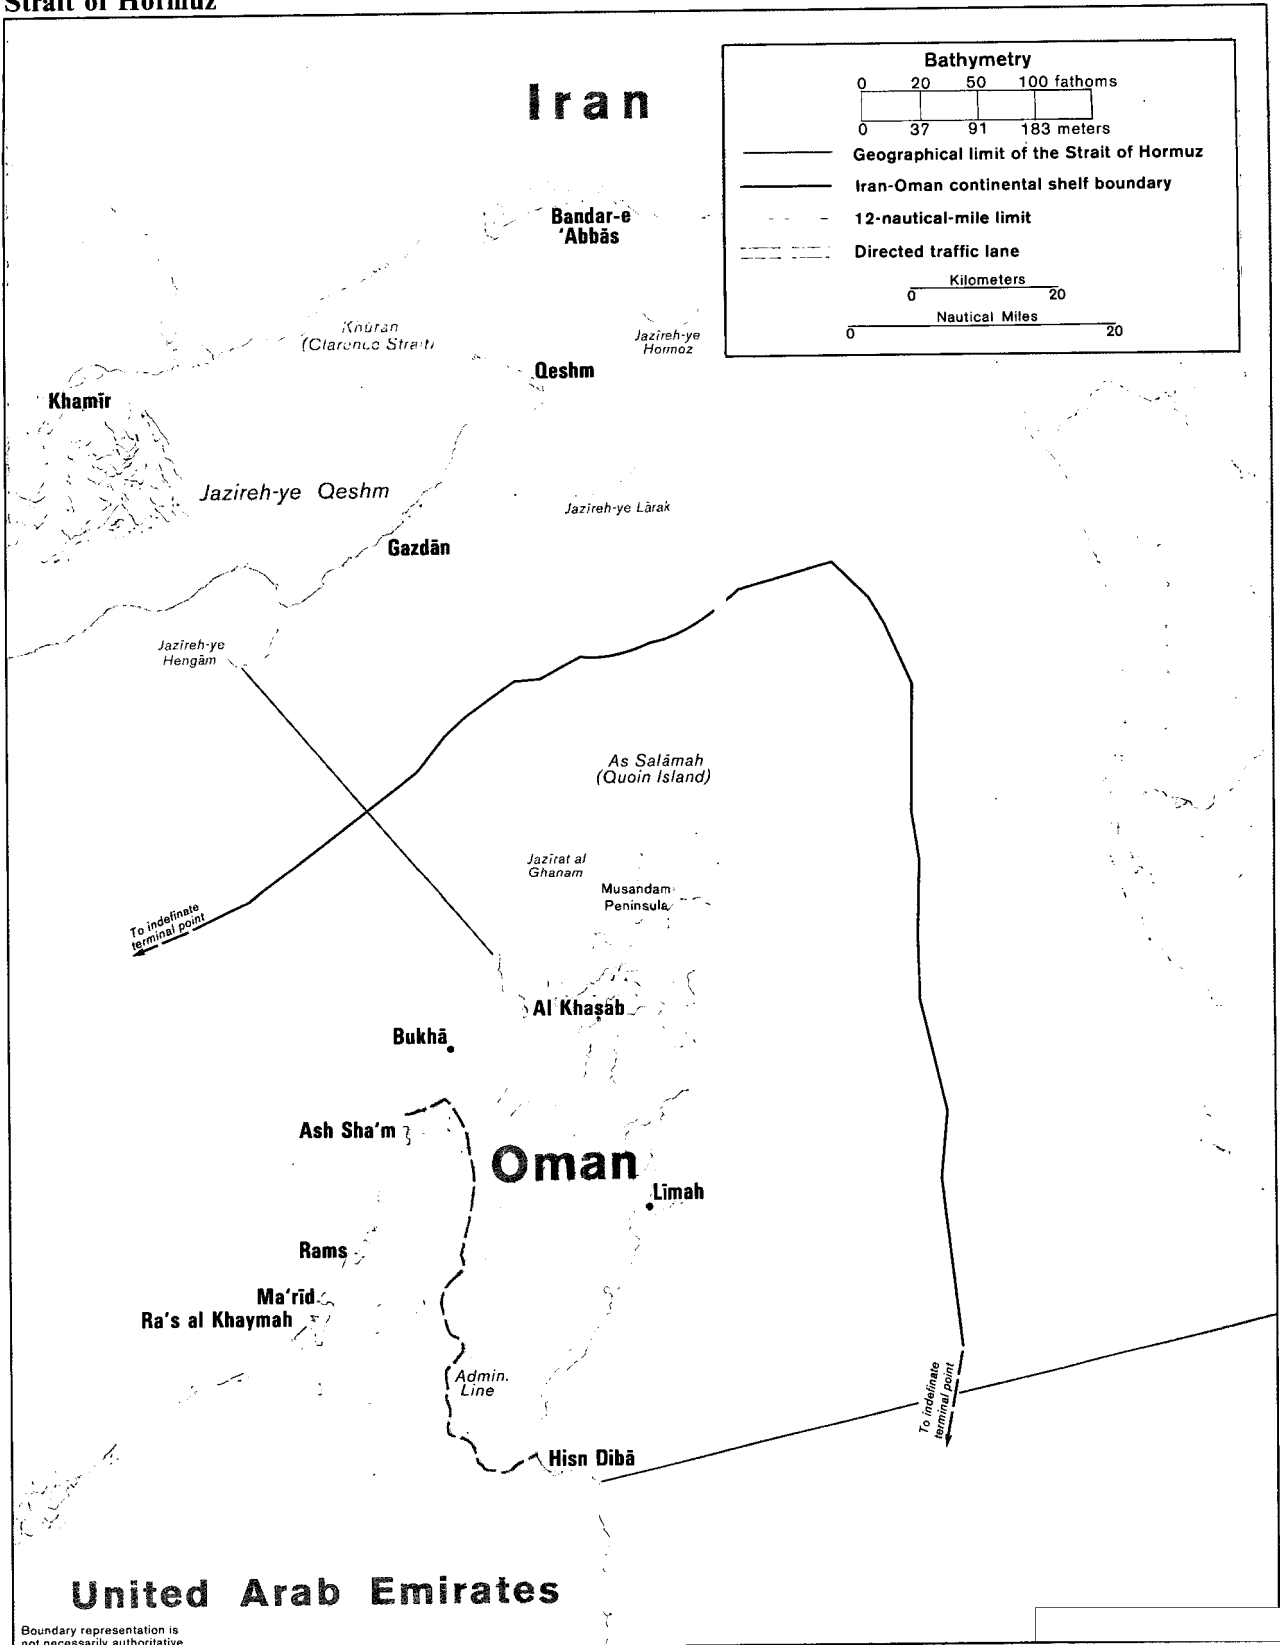 Strait of Hormuz
Iran
Bathymetry
0 20 50 100 fathoms
0 37 91 183 meters
Geographical limit of the Strait of Hormuz
Iran-Oman continental shelf boundary
12-nautical-mile limit
Directed traffic lane
Kilometers
0 20
Nautical Miles
0 20
Bandar-e
'Abbās
Khūran
(Clarence Strait)
Jazīreh-ye
Hormoz
Qeshm
Khamīr
Jazireh-ye Qeshm
Jazīreh-ye Lārak
Gazdān
Jazīreh-ye
Hengām
As Salāmah
(Quoin Island)
Jazīrat al
Ghanam
Musandam
Peninsula
To indefinate
terminal point
Al Khaṣab
Bukhā
Ash Sha'm
Oman
Līmah
Rams
Ma'rīd
Ra's al Khaymah
Admin.
Line
To indefinate
terminal point
Hisn Dibā
United Arab Emirates
Boundary representation is
not necessarily authoritative